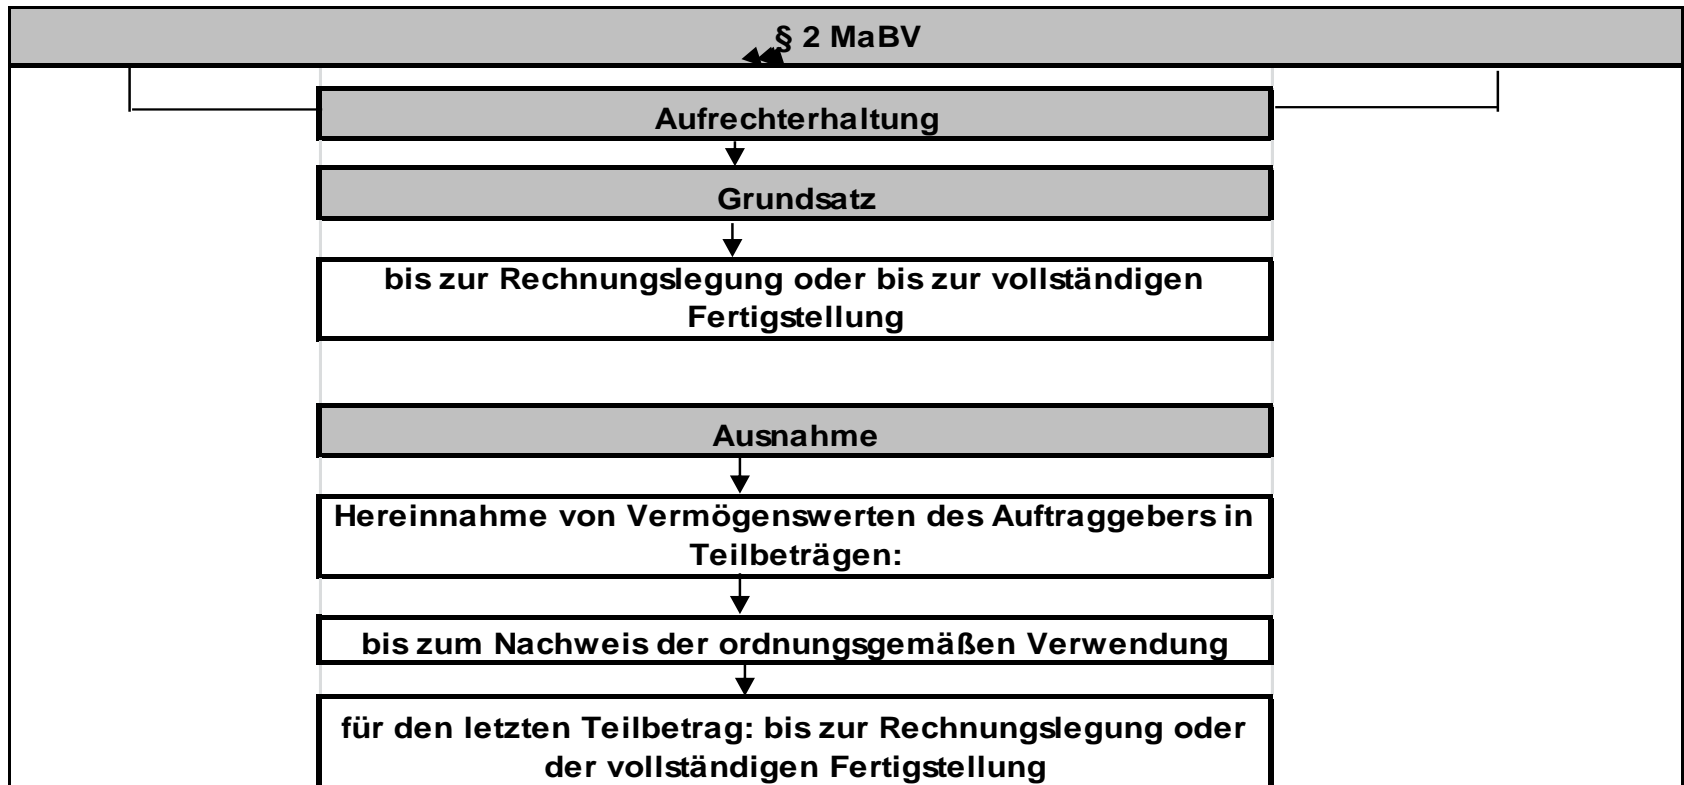 § 2 MaBV
Aufrechterhaltung
Grundsatz
bis zur Rechnungslegung oder bis zur vollständigen
Fertigstellung
Ausnahme
Hereinnahme von Vermögenswerten des Auftraggebers in
Teilbeträgen:
bis zum Nachweis der ordnungsgemäßen Verwendung
für den letzten Teilbetrag: bis zur Rechnungslegung oder
der vollständigen Fertigstellung